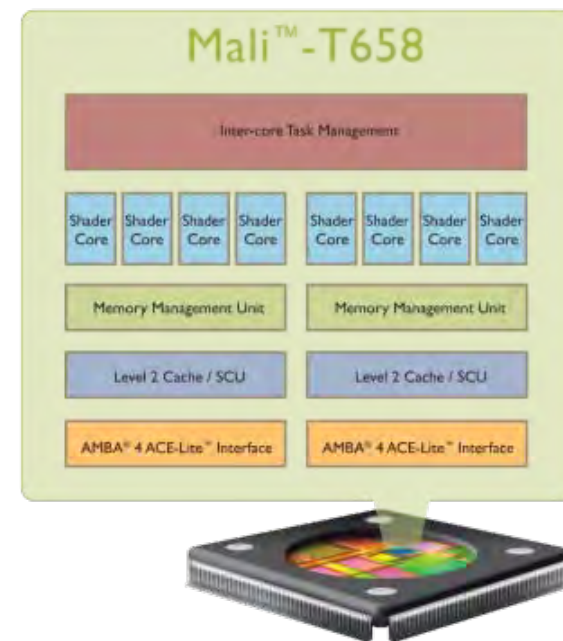 Mali™-T658
Inter-core Task Management
Shader Core
Shader Core
Shader Core
Shader Core
Shader Core
Shader Core
Shader Core
Shader Core
Memory Management Unit
Memory Management Unit
Level 2 Cache / SCU
Level 2 Cache / SCU
AMBA® 4 ACE-Lite™ Interface
AMBA® 4 ACE-Lite™ Interface